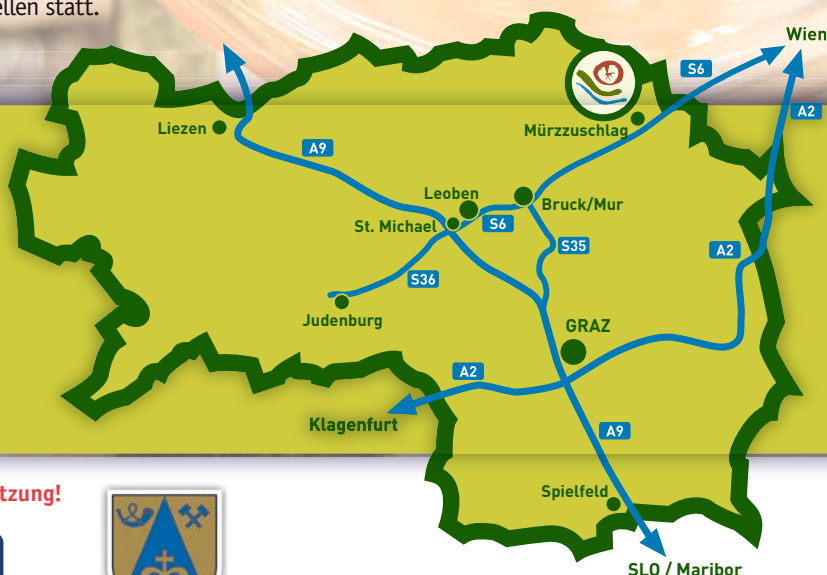 ellen statt.
Wien
S6
A2
Liezen
Mürzzuschlag
A9
Leoben
Bruck/Mur
St. Michael
S6
S35
A2
S36
Judenburg
GRAZ
A2
Klagenfurt
A9
tzung!
Spielfeld
SLO / Maribor